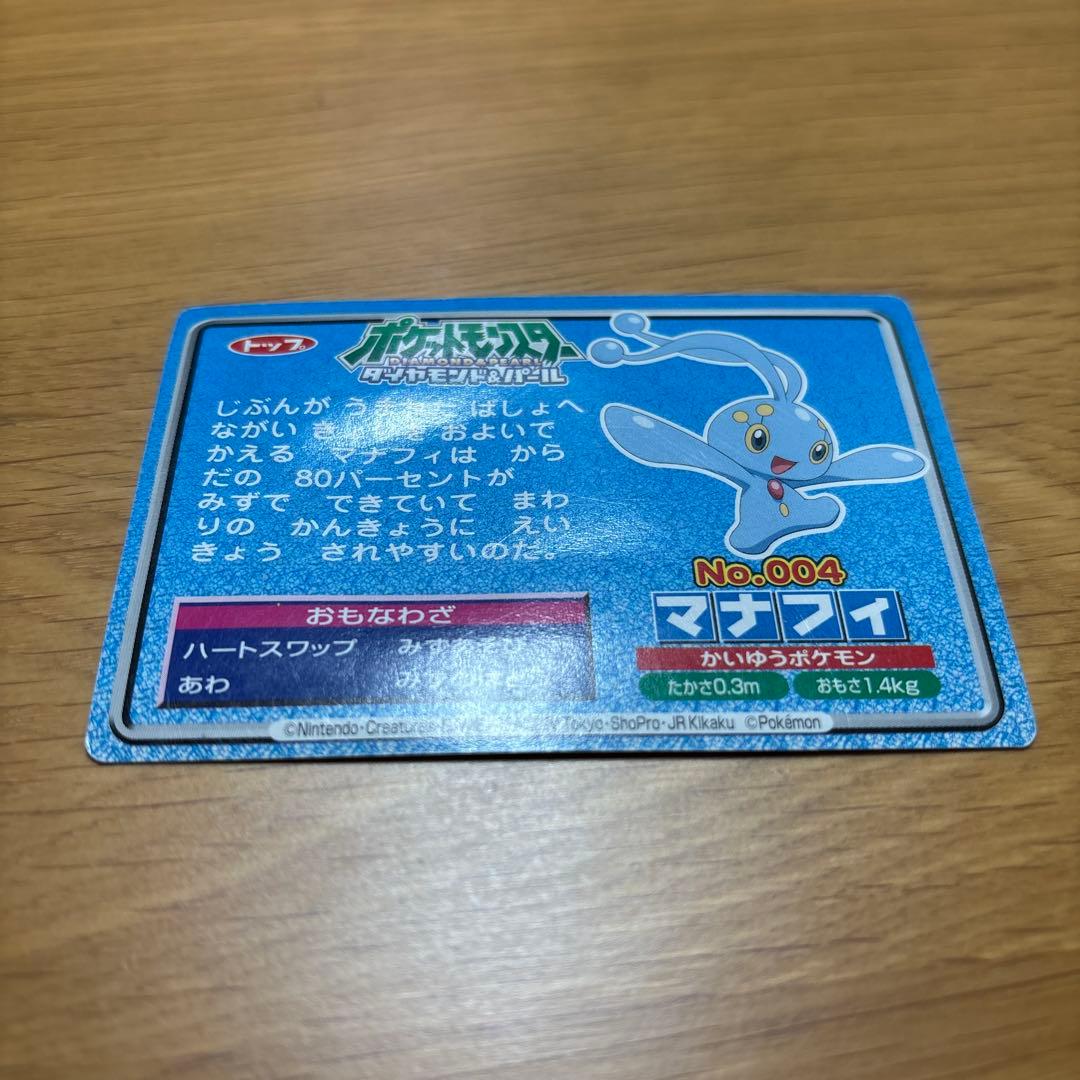 トップ
ポケットモンスター
DIAMOND&PEARL
ダイヤモンド&パール
じぶんが う ばしょへ
ながい き を およいで
かえる マナフィは から
だの 80パーセントが
みずで できていて まわ
りの かんきょうに えい
きょう されやすいのだ。
No.004
マナフィ
かいゆうポケモン
たかさ0.3m おもさ1.4kg
おもなわざ
ハートスワップ みずあそび
あわ
©Nintendo・Creatures Tokyo・ShoPro・JR Kikaku ©Pokémon